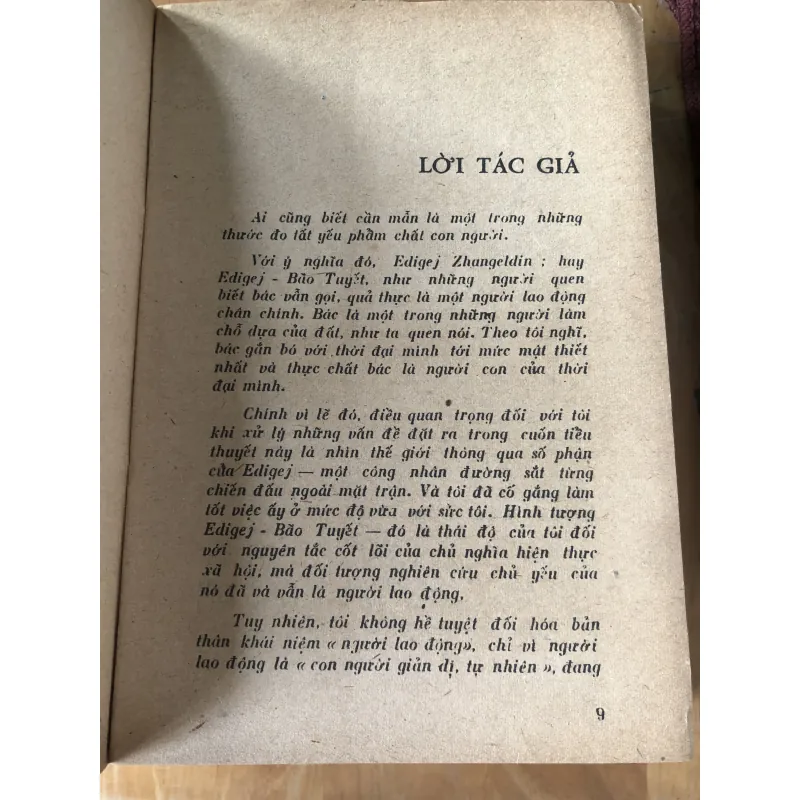 LỜI TÁC GIẢ
Ai cũng biết cần mẫn là một trong những
thước đo tất yếu phẩm chất con người.
Với ý nghĩa đó, Edigej Zhangeldin ; hay
Edigej - Bão Tuyết, như những người quen
biết bác vẫn gọi, quả thực là một người lao động
chân chính. Bác là một trong những người làm
chỗ dựa của đất, như ta quen nói. Theo tôi nghĩ,
bác gắn bó với thời đại mình tới mức mật thiết
nhất và thực chất bác là người con của thời
đại mình.
Chính vì lẽ đó, điều quan trọng đối với tôi
khi xử lý những vấn đề đặt ra trong cuốn tiểu
thuyết này là nhìn thế giới thông qua số phận
của Edigej — một công nhân đường sắt từng
chiến đấu ngoài mặt trận. Và tôi đã cố gắng làm
tốt việc ấy ở mức độ vừa với sức tôi. Hình tượng
Edigej - Bão Tuyết — đó là thái độ của tôi đối
với nguyên tắc cốt lõi của chủ nghĩa hiện thực
xã hội, mà đối tượng nghiên cứu chủ yếu của
nó đã và vẫn là người lao động,
Tuy nhiên, tôi không hề tuyệt đối hóa bản
thân khái niệm « người lao động», chỉ vì người
lao động là « con người giản dị, tự nhiên », đang
9